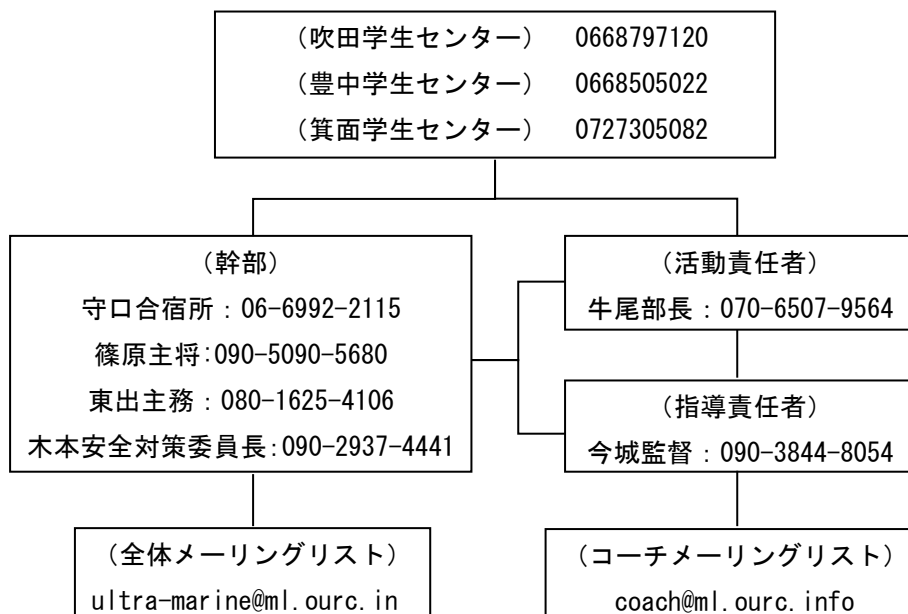 （吹田学生センター） 0668797120
（豊中学生センター） 0668505022
（箕面学生センター） 0727305082
（幹部）
守口合宿所：06-6992-2115
篠原主将:090-5090-5680
東出主務：080-1625-4106
木本安全対策委員長:090-2937-4441
（活動責任者）
牛尾部長：070-6507-9564
（指導責任者）
今城監督：090-3844-8054
（全体メーリングリスト）
ultra-marine@ml.ourc.in
（コーチメーリングリスト）
coach@ml.ourc.info